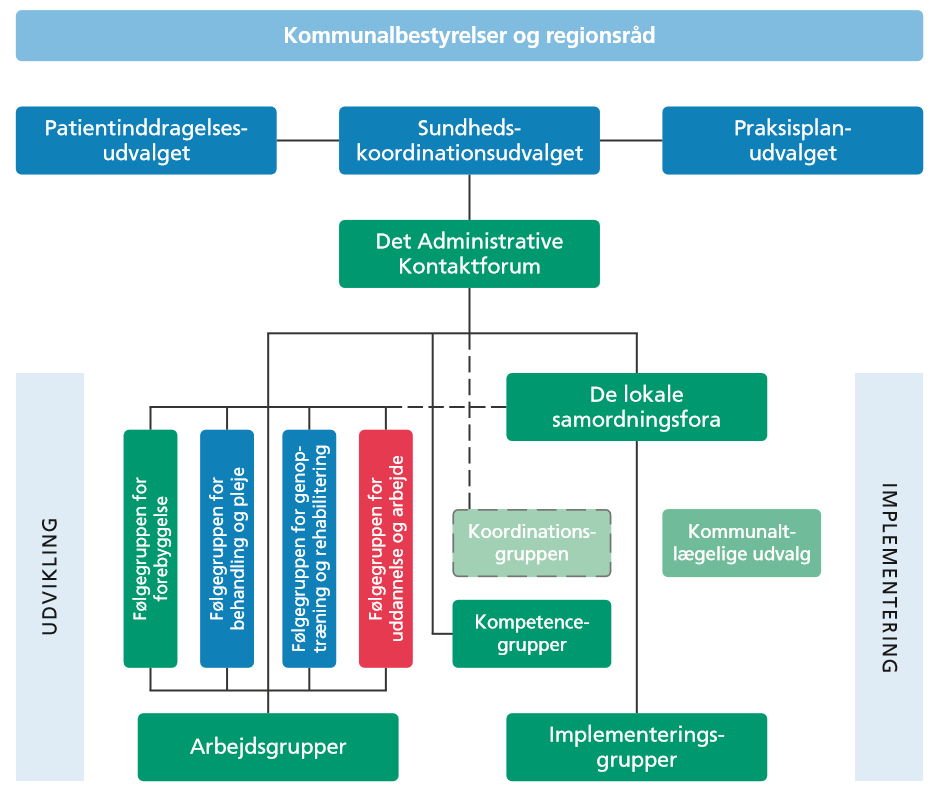 Kommunalbestyrelser og regionsråd
Patientinddragelses-
udvalget
Sundheds-
koordinationsudvalget
Praksisplan-
udvalget
Det Administrative
Kontaktforum
UDVIKLING
De lokale
samordningsfora
Følgegruppen for
forebyggelse
Følgegruppen for
behandling og pleje
Følgegruppen for genop-
træning og rehabilitering
Følgegruppen for
uddannelse og arbejde
Koordinations-
gruppen
Kommunalt-
lægelige udvalg
IMPLEMENTERING
Kompetence-
grupper
Arbejdsgrupper
Implementerings-
grupper